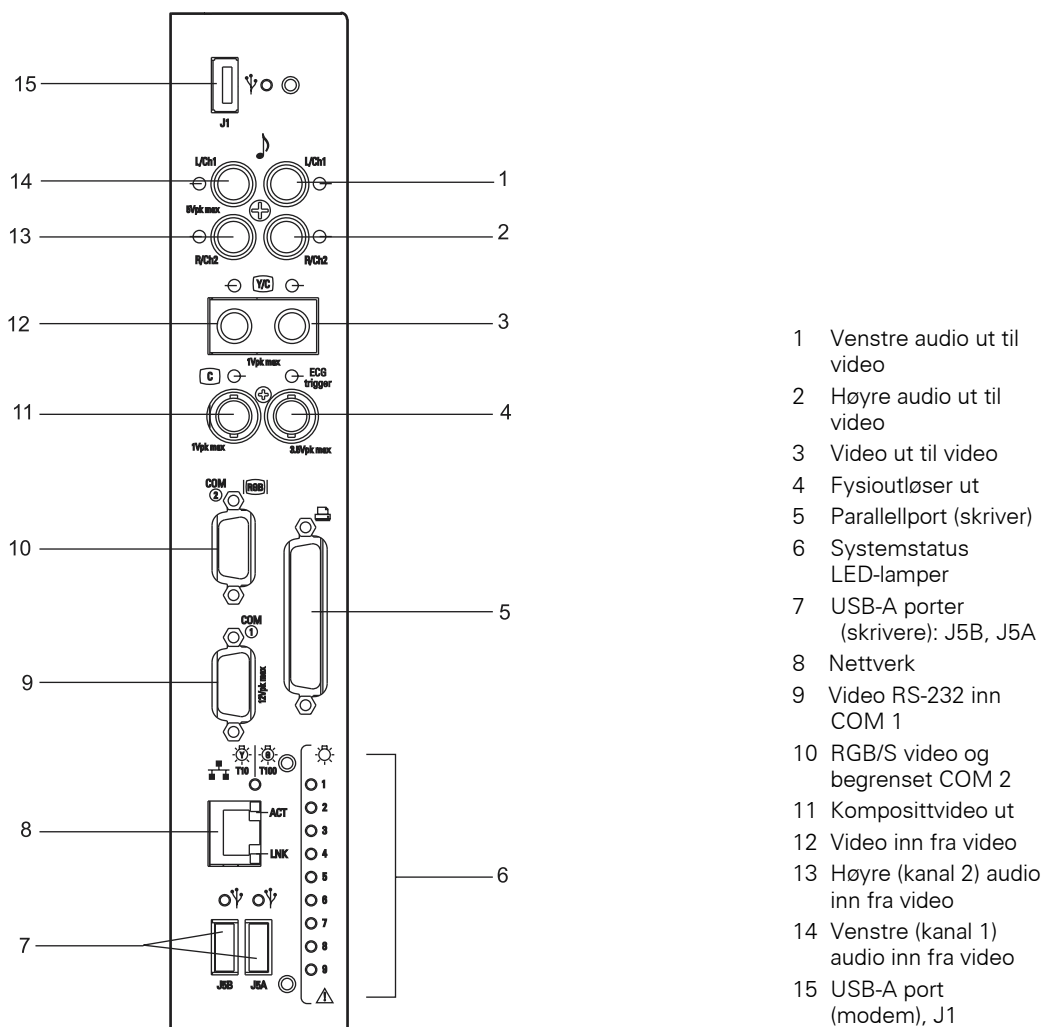 15
J1
L/Ch1 L/Ch1
14 1
5Vpk max
13 2
R/Ch2 R/Ch2
Y/C
12 3
1Vpk max
C ECG
trigger
11 4
1Vpk max 3.5Vpk max
COM
2 RGB
10
5
COM
1
9
12Vpk max
Y G
T10 T100
1
ACT
2
8 3
LNK 4
5
6
6
7
7
8
9
J5B J5A
1 Venstre audio ut til
video
2 Høyre audio ut til
video
3 Video ut til video
4 Fysioutløser ut
5 Parallellport (skriver)
6 Systemstatus
LED-lamper
7 USB-A porter
(skrivere): J5B, J5A
8 Nettverk
9 Video RS-232 inn
COM 1
10 RGB/S video og
begrenset COM 2
11 Komposittvideo ut
12 Video inn fra video
13 Høyre (kanal 2) audio
inn fra video
14 Venstre (kanal 1)
audio inn fra video
15 USB-A port
(modem), J1